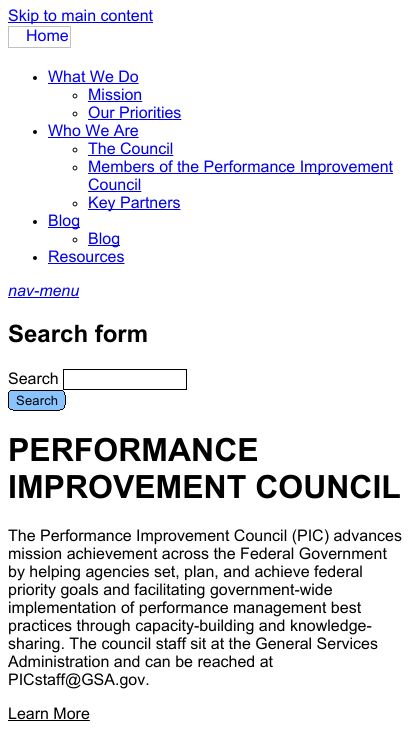 Skip to main content
Home
What We Do
Mission
Our Priorities
Who We Are
The Council
Members of the Performance Improvement
Council
Key Partners
Blog
Blog
Resources
nav-menu
Search form
Search
Search
PERFORMANCE
IMPROVEMENT COUNCIL
The Performance Improvement Council (PIC) advances
mission achievement across the Federal Government
by helping agencies set, plan, and achieve federal
priority goals and facilitating government-wide
implementation of performance management best
practices through capacity-building and knowledge-
sharing. The council staff sit at the General Services
Administration and can be reached at
PICstaff@GSA.gov.
Learn More